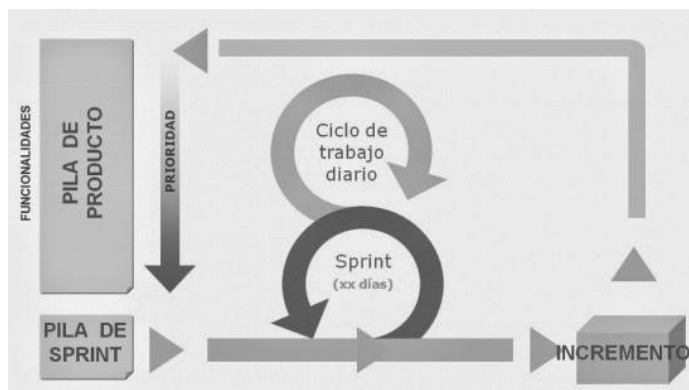 FUNCIONALIDADES
PILA DE
PRODUCTO
PRIORIDAD
Ciclo de
trabajo
diario
Sprint
(xx días)
PILA DE
SPRINT
INCREMENTO